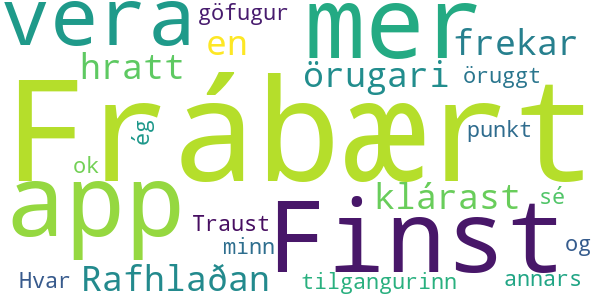 vera
göfugur
mer
en
frekar
hratt
örugari
öruggt
Frábært
ég
punkt
ok
app
Finst
klárast
sé
Traust
minn
og
Hvar
Rafhlaðan
tilgangurinn
annars